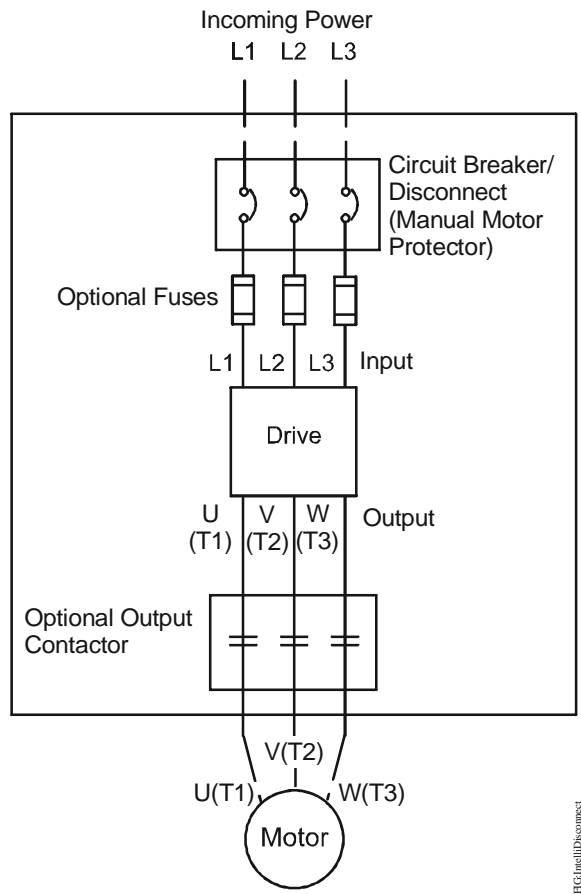 Incoming Power
L1 L2 L3
Circuit Breaker/
Disconnect
(Manual Motor
Protector)
Optional Fuses
L1 L2 L3 Input
Drive
U V W Output
(T1) (T2) (T3)
Optional Output
Contactor
V(T2)
U(T1) W(T3)
Motor
HG:IntelliDisconnect